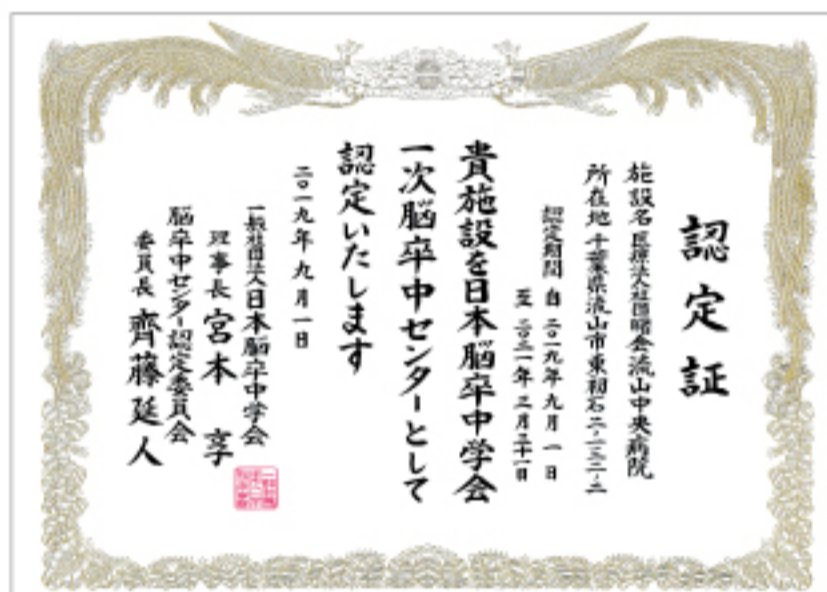 認定証
施設名 医療法人社団曙会流山中央病院
所在地 千葉県流山市東初石二-一三二-二
認定期間 自 二〇一九年九月一日
至 二〇二一年三月三十一日
貴施設を日本脳卒中学会
一次脳卒中センターとして
認定いたします
二〇一九年九月一日
一般社団法人日本脳卒中学会
理事長 宮本 享
脳卒中センター認定委員会
委員長 齊藤延人